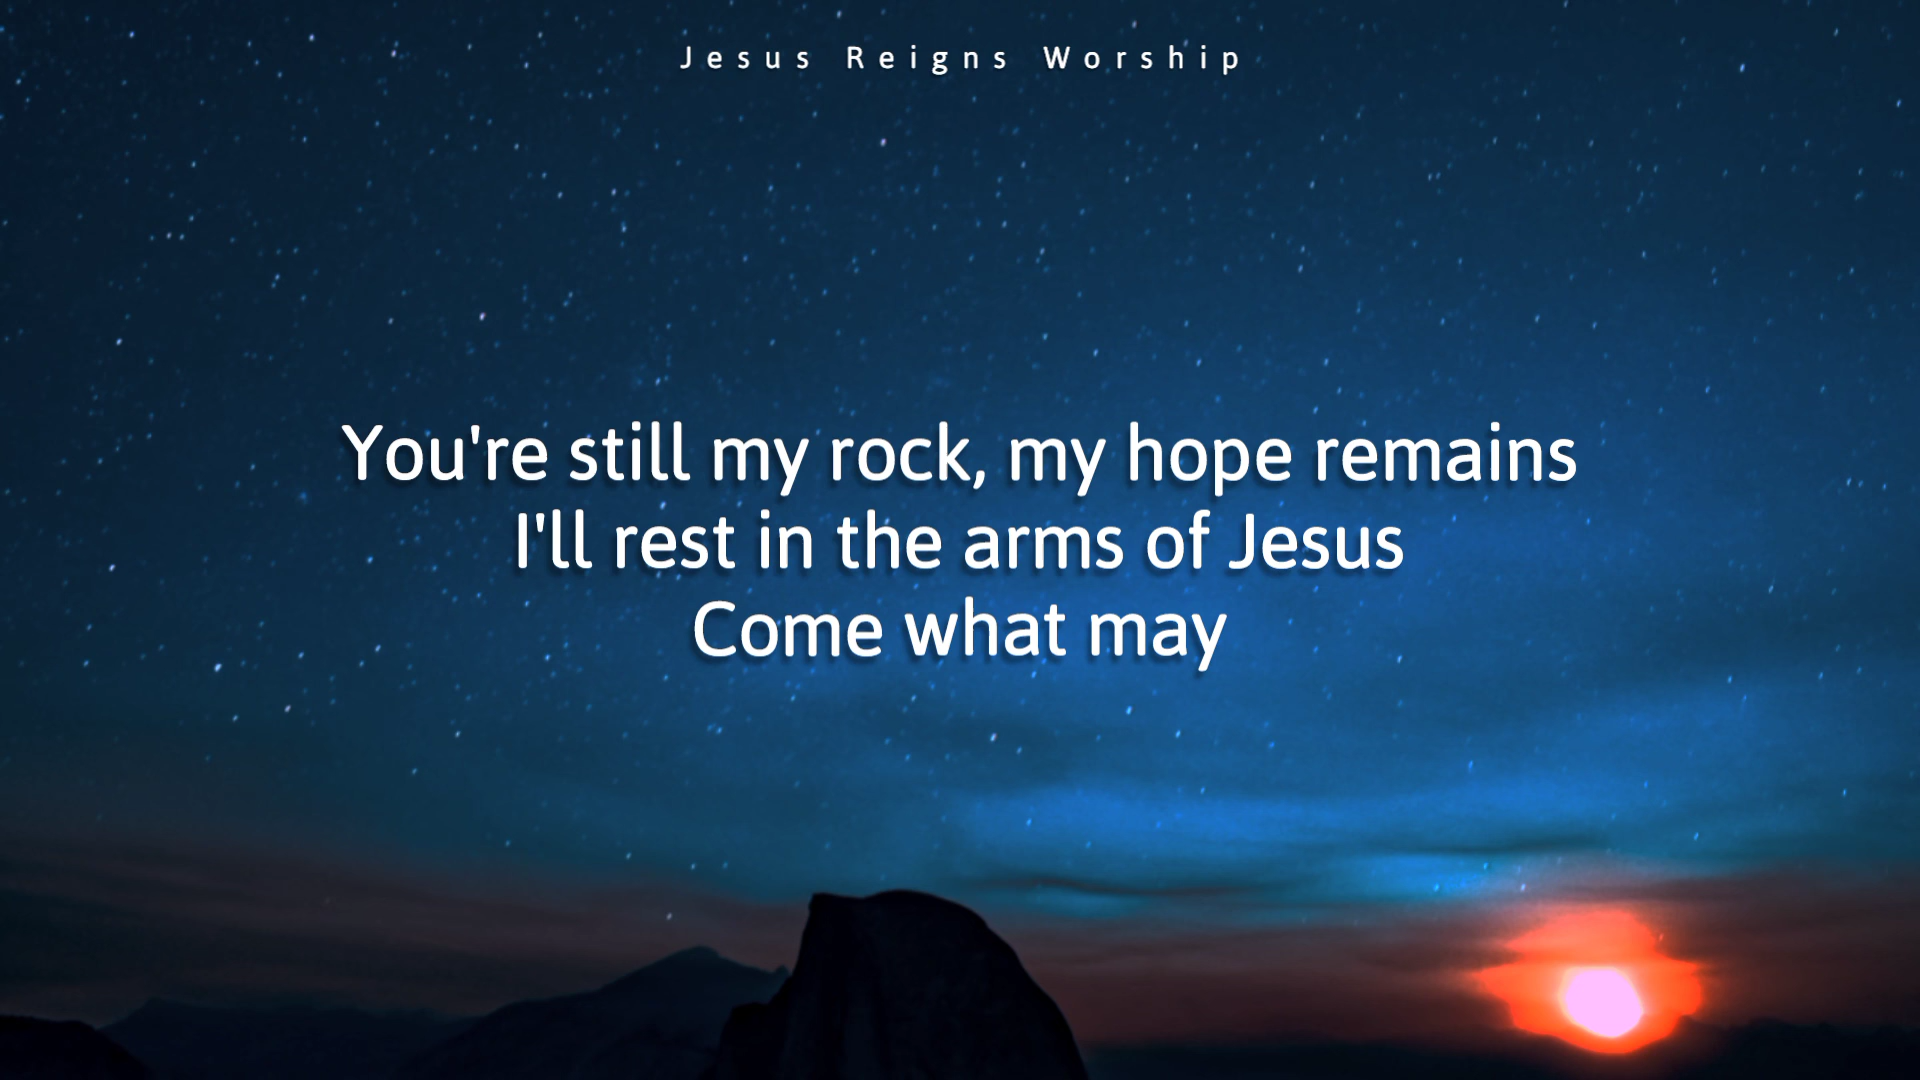 Jesus Reigns Worship
You're still my rock, my hope remains
I'll rest in the arms of Jesus
Come what may